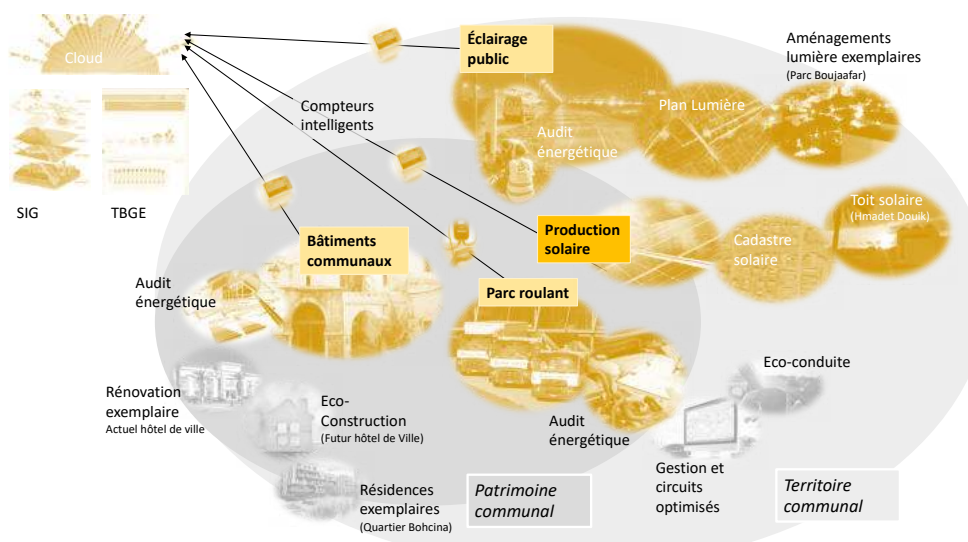 Cloud
SIG
TBGE
Compteurs
intelligents
Éclairage
public
Audit
énergétique
Plan Lumière
Aménagements
lumière exemplaires
(Parc Boujaafar)
Production
solaire
Cadastre
solaire
Toit solaire
(Hmadet Douik)
Bâtiments
communaux
Audit
énergétique
Parc roulant
Audit
énergétique
Eco-conduite
Gestion et
circuits
optimisés
Rénovation
exemplaire
Actuel hôtel de ville
Eco-
Construction
(Futur hôtel de Ville)
Résidences
exemplaires
(Quartier Bohcina)
Patrimoine
communal
Territoire
communal